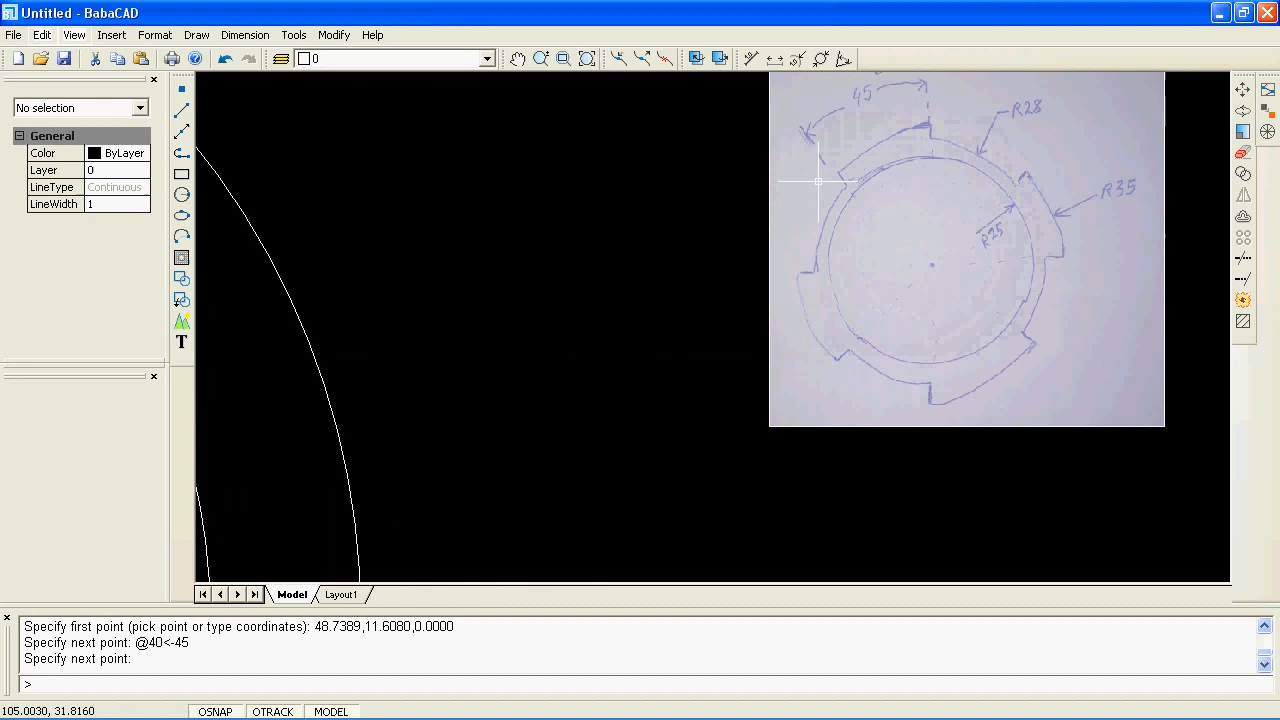 Untitled - BabaCAD
File Edit View Insert Format Draw Dimension Tools Modify Help
0
No selection
General
Color ByLayer
Layer 0
LineType Continuous
LineWidth 1
45
R28
R35
R25
T
Model Layout1
Specify first point (pick point or type coordinates): 48.7389,11.6080,0.0000
Specify next point: @40<-45
Specify next point:
>
105.0030, 31.8160 OSNAP OTRACK MODEL